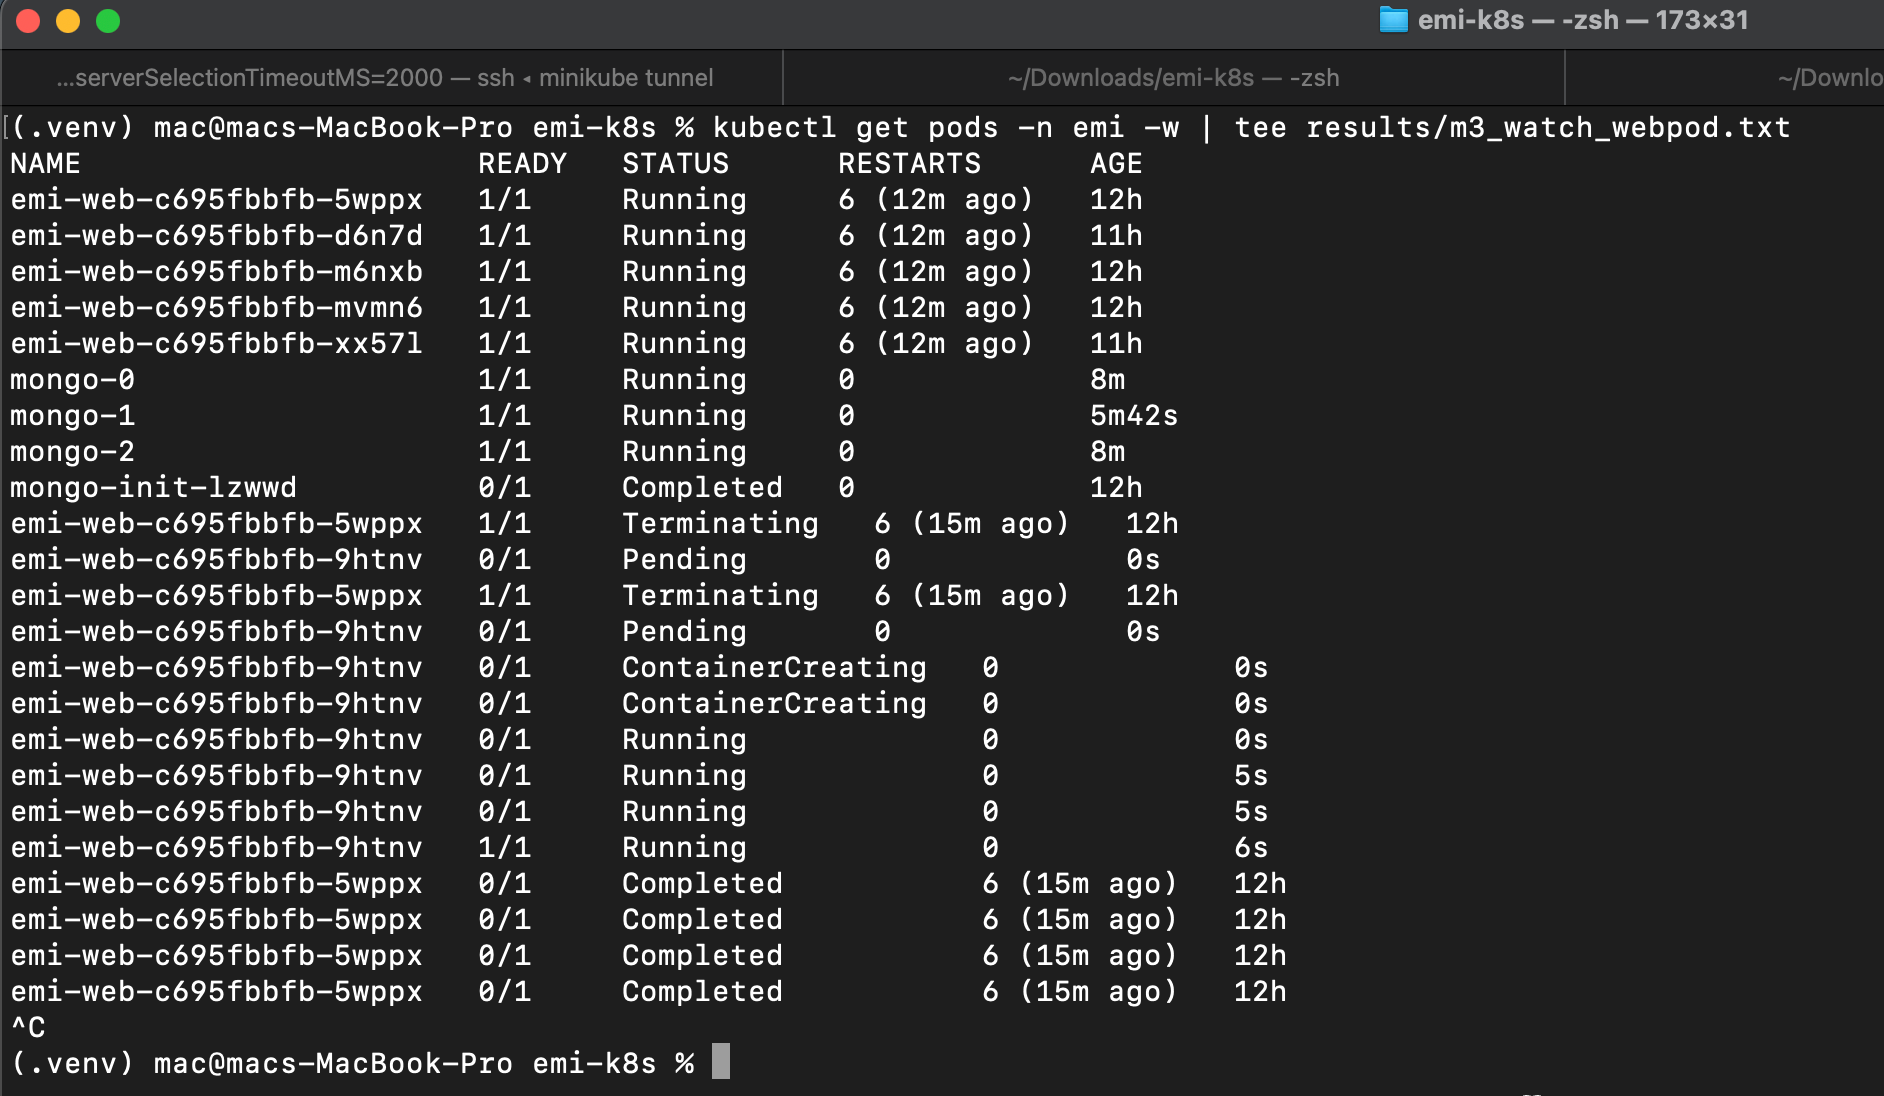 emi-k8s — -zsh — 173×31
...serverSelectionTimeoutMS=2000 — ssh ◂ minikube tunnel
~/Downloads/emi-k8s — -zsh
~/Downlo
[(.venv) mac@macs-MacBook-Pro emi-k8s % kubectl get pods -n emi -w | tee results/m3_watch_webpod.txt
NAME                      READY   STATUS      RESTARTS      AGE
emi-web-c695fbbfb-5wppx   1/1     Running     6 (12m ago)   12h
emi-web-c695fbbfb-d6n7d   1/1     Running     6 (12m ago)   11h
emi-web-c695fbbfb-m6nxb   1/1     Running     6 (12m ago)   12h
emi-web-c695fbbfb-mvmn6   1/1     Running     6 (12m ago)   12h
emi-web-c695fbbfb-xx57l   1/1     Running     6 (12m ago)   11h
mongo-0                   1/1     Running     0             8m
mongo-1                   1/1     Running     0             5m42s
mongo-2                   1/1     Running     0             8m
mongo-init-lzwwd          0/1     Completed   0             12h
emi-web-c695fbbfb-5wppx   1/1     Terminating   6 (15m ago)   12h
emi-web-c695fbbfb-9htnv   0/1     Pending       0             0s
emi-web-c695fbbfb-5wppx   1/1     Terminating   6 (15m ago)   12h
emi-web-c695fbbfb-9htnv   0/1     Pending       0             0s
emi-web-c695fbbfb-9htnv   0/1     ContainerCreating   0             0s
emi-web-c695fbbfb-9htnv   0/1     ContainerCreating   0             0s
emi-web-c695fbbfb-9htnv   0/1     Running             0             0s
emi-web-c695fbbfb-9htnv   0/1     Running             0             5s
emi-web-c695fbbfb-9htnv   0/1     Running             0             5s
emi-web-c695fbbfb-9htnv   1/1     Running             0             6s
emi-web-c695fbbfb-5wppx   0/1     Completed           6 (15m ago)   12h
emi-web-c695fbbfb-5wppx   0/1     Completed           6 (15m ago)   12h
emi-web-c695fbbfb-5wppx   0/1     Completed           6 (15m ago)   12h
emi-web-c695fbbfb-5wppx   0/1     Completed           6 (15m ago)   12h
^C
(.venv) mac@macs-MacBook-Pro emi-k8s %